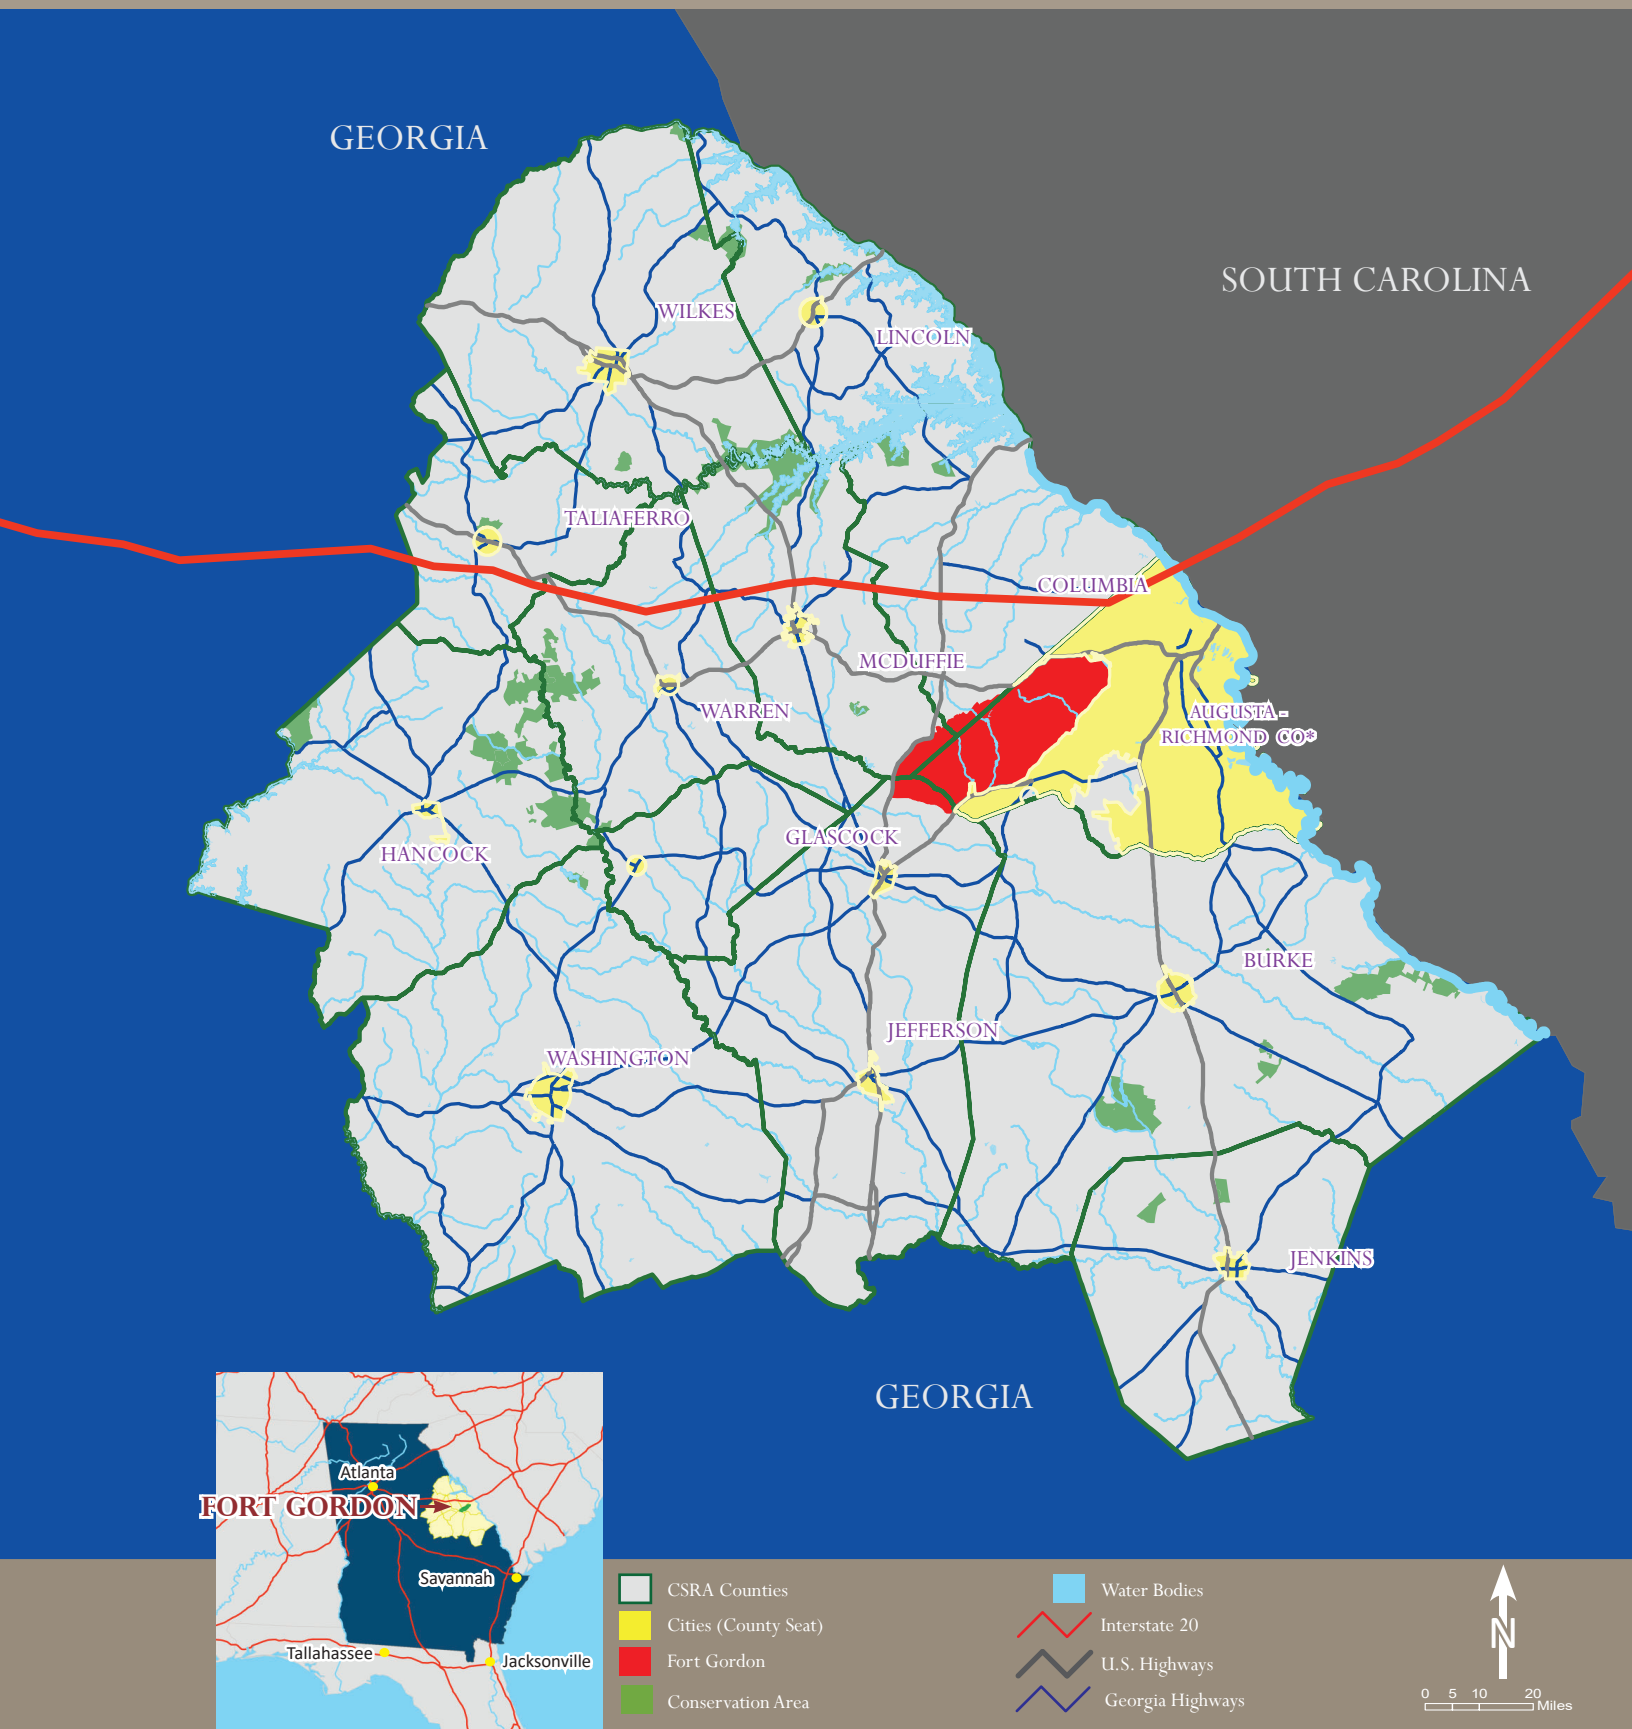 GEORGIA
SOUTH CAROLINA
WILKES
LINCOLN
TALIAFERRO
COLUMBIA
MCDUFFIE
WARREN
AUGUSTA -
RICHMOND CO*
GLASCOCK
HANCOCK
BURKE
JEFFERSON
WASHINGTON
JENKINS
GEORGIA
Atlanta
FORT GORDON
Savannah
Tallahassee
Jacksonville
CSRA Counties
Cities (County Seat)
Fort Gordon
Conservation Area
Water Bodies
Interstate 20
U.S. Highways
Georgia Highways
N
0 5 10 20
Miles